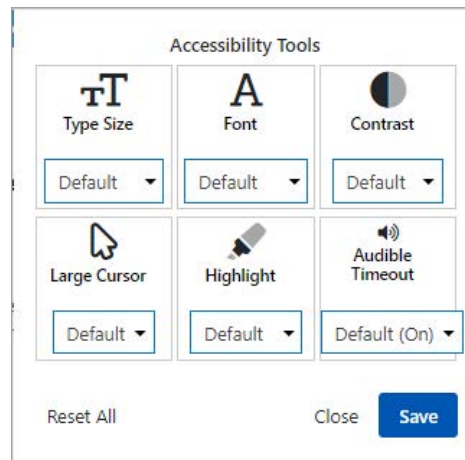 Accessibility Tools
Type Size
Font
Contrast
Default
Default
Default
Large Cursor
Highlight
Audible
Timeout
Default
Default
Default (On)
Reset All
Close
Save